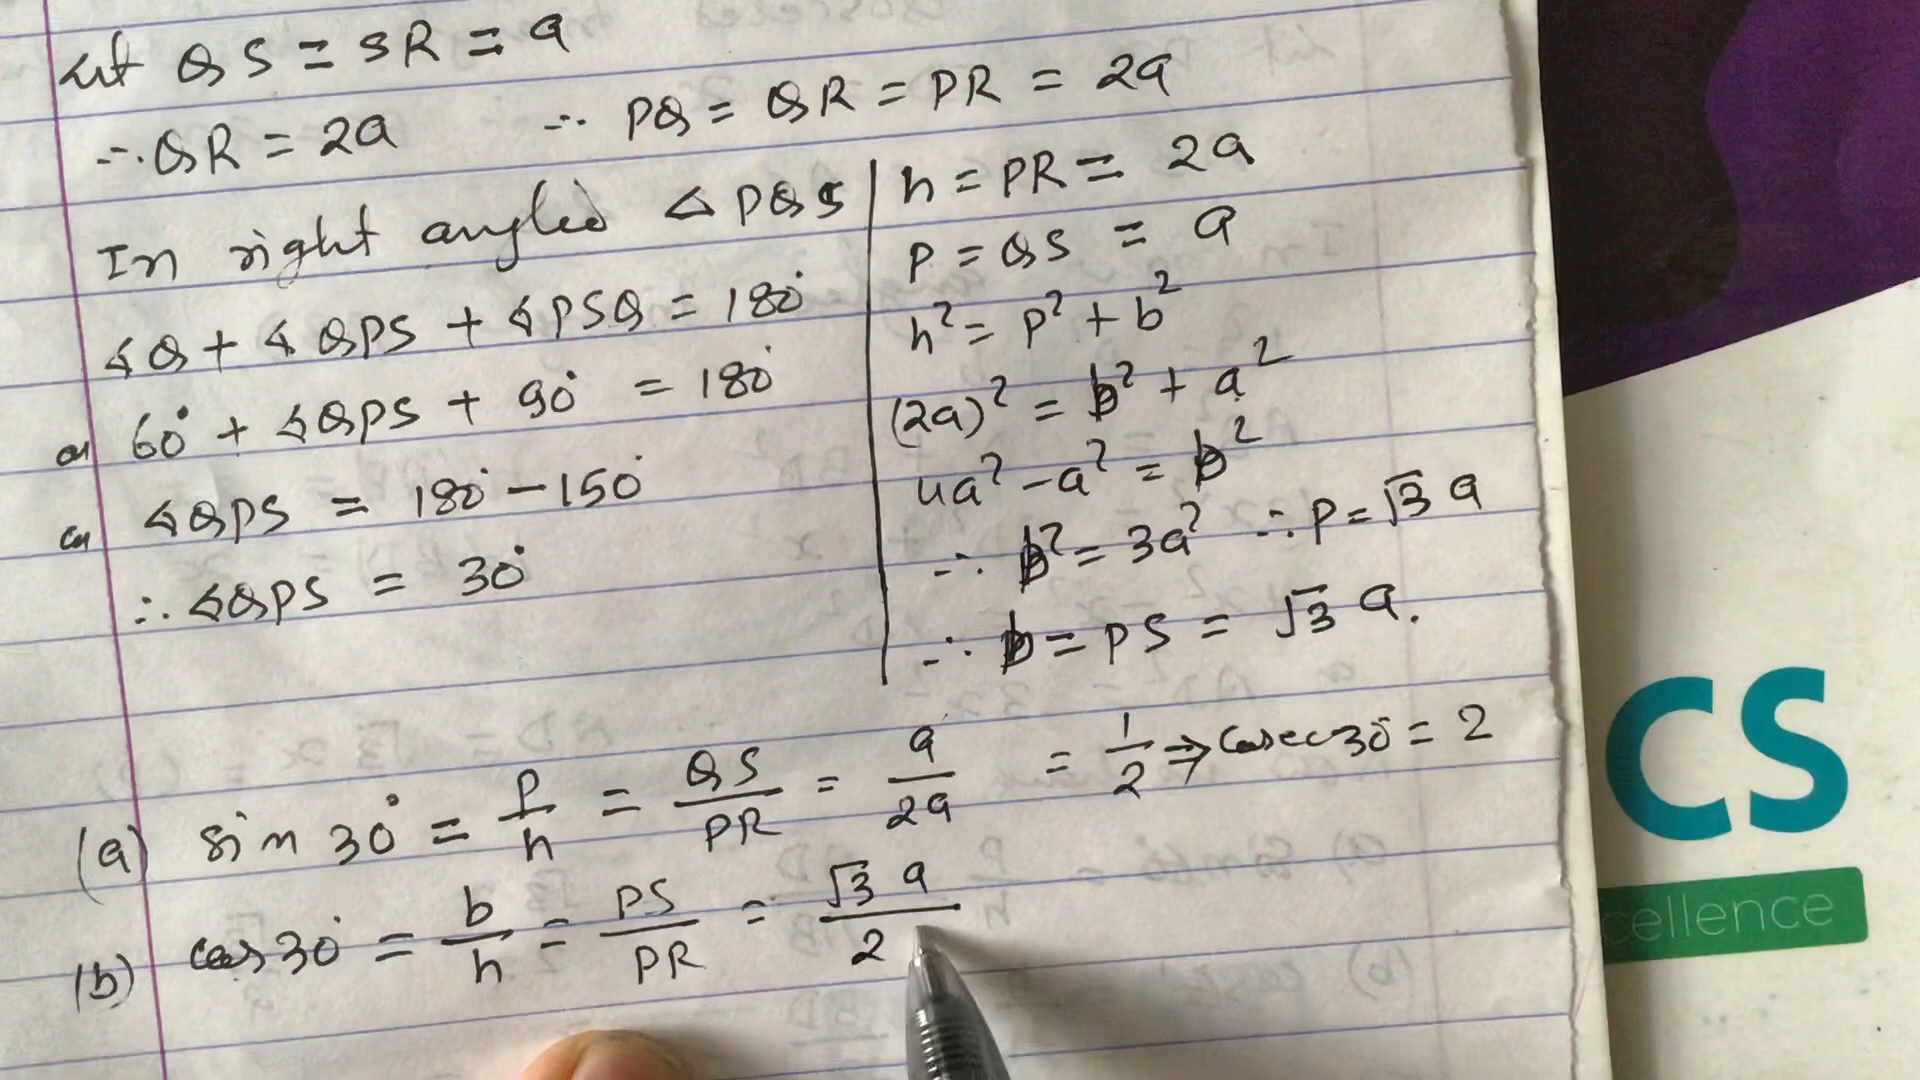 Let QS = SR = a
∴ QR = 2a ∴ PQ = QR = PR = 2a
In right angled △PQS
∢Q + ∢QPS + ∢PSQ = 180°
or 60° + ∢QPS + 90° = 180°
or ∢QPS = 180° - 150°
∴ ∢QPS = 30°
h = PR = 2a
P = QS = a
h² = p² + b²
(2a)² = b² + a²
4a² - a² = b²
∴ b² = 3a² ∴ P = √3 a
∴ b = PS = √3 a.
(a) sin 30° = p/h = QS/PR = a/2a = 1/2 ⇒ cosec 30° = 2
(b) cos 30° = b/h = PS/PR = √3 a/2
CS
cellence